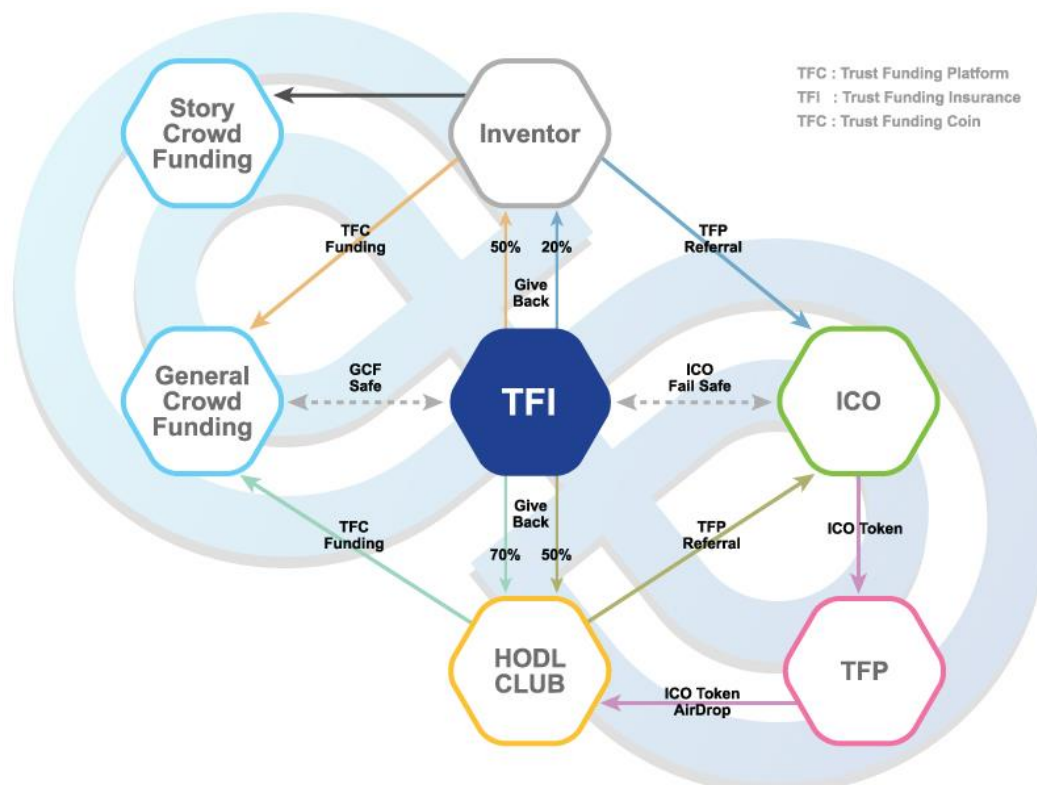 TFC : Trust Funding Platform
TFI : Trust Funding Insurance
TFC : Trust Funding Coin
Story
Crowd
Funding
Inventor
TFC
Funding
50%
20%
Give
Back
TFP
Referral
General
Crowd
Funding
GCF
Safe
TFI
ICO
Fail Safe
ICO
TFC
Funding
Give
Back
70%
50%
TFP
Referral
ICO Token
HODL
CLUB
ICO Token
AirDrop
TFP